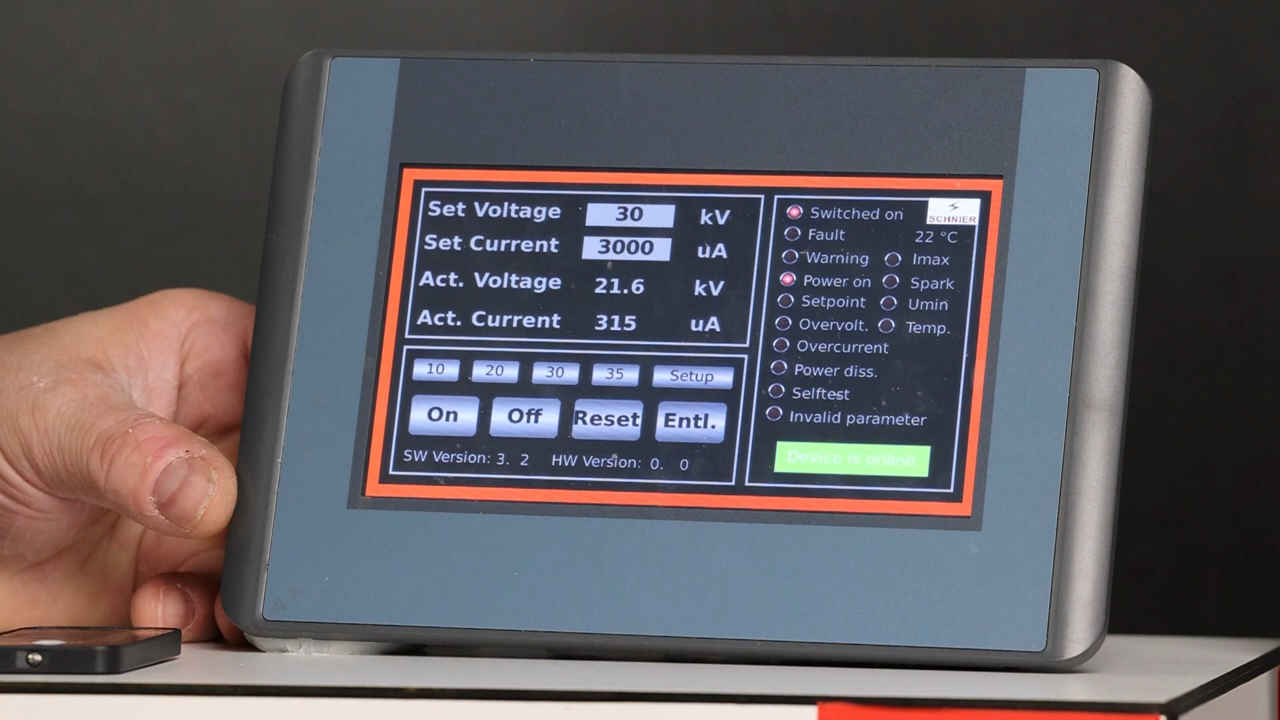 Set Voltage 30 kV
Set Current 3000 uA
Act. Voltage 21.6 kV
Act. Current 315 uA
10 20 30 35 Setup
On Off Reset Entl.
SW Version: 3. 2 HW Version: 0. 0
SCHNIER
Switched on
Fault 22 °C
Warning Imax
Power on Spark
Setpoint Umin
Overvolt. Temp.
Overcurrent
Power diss.
Selftest
Invalid parameter
Device is online